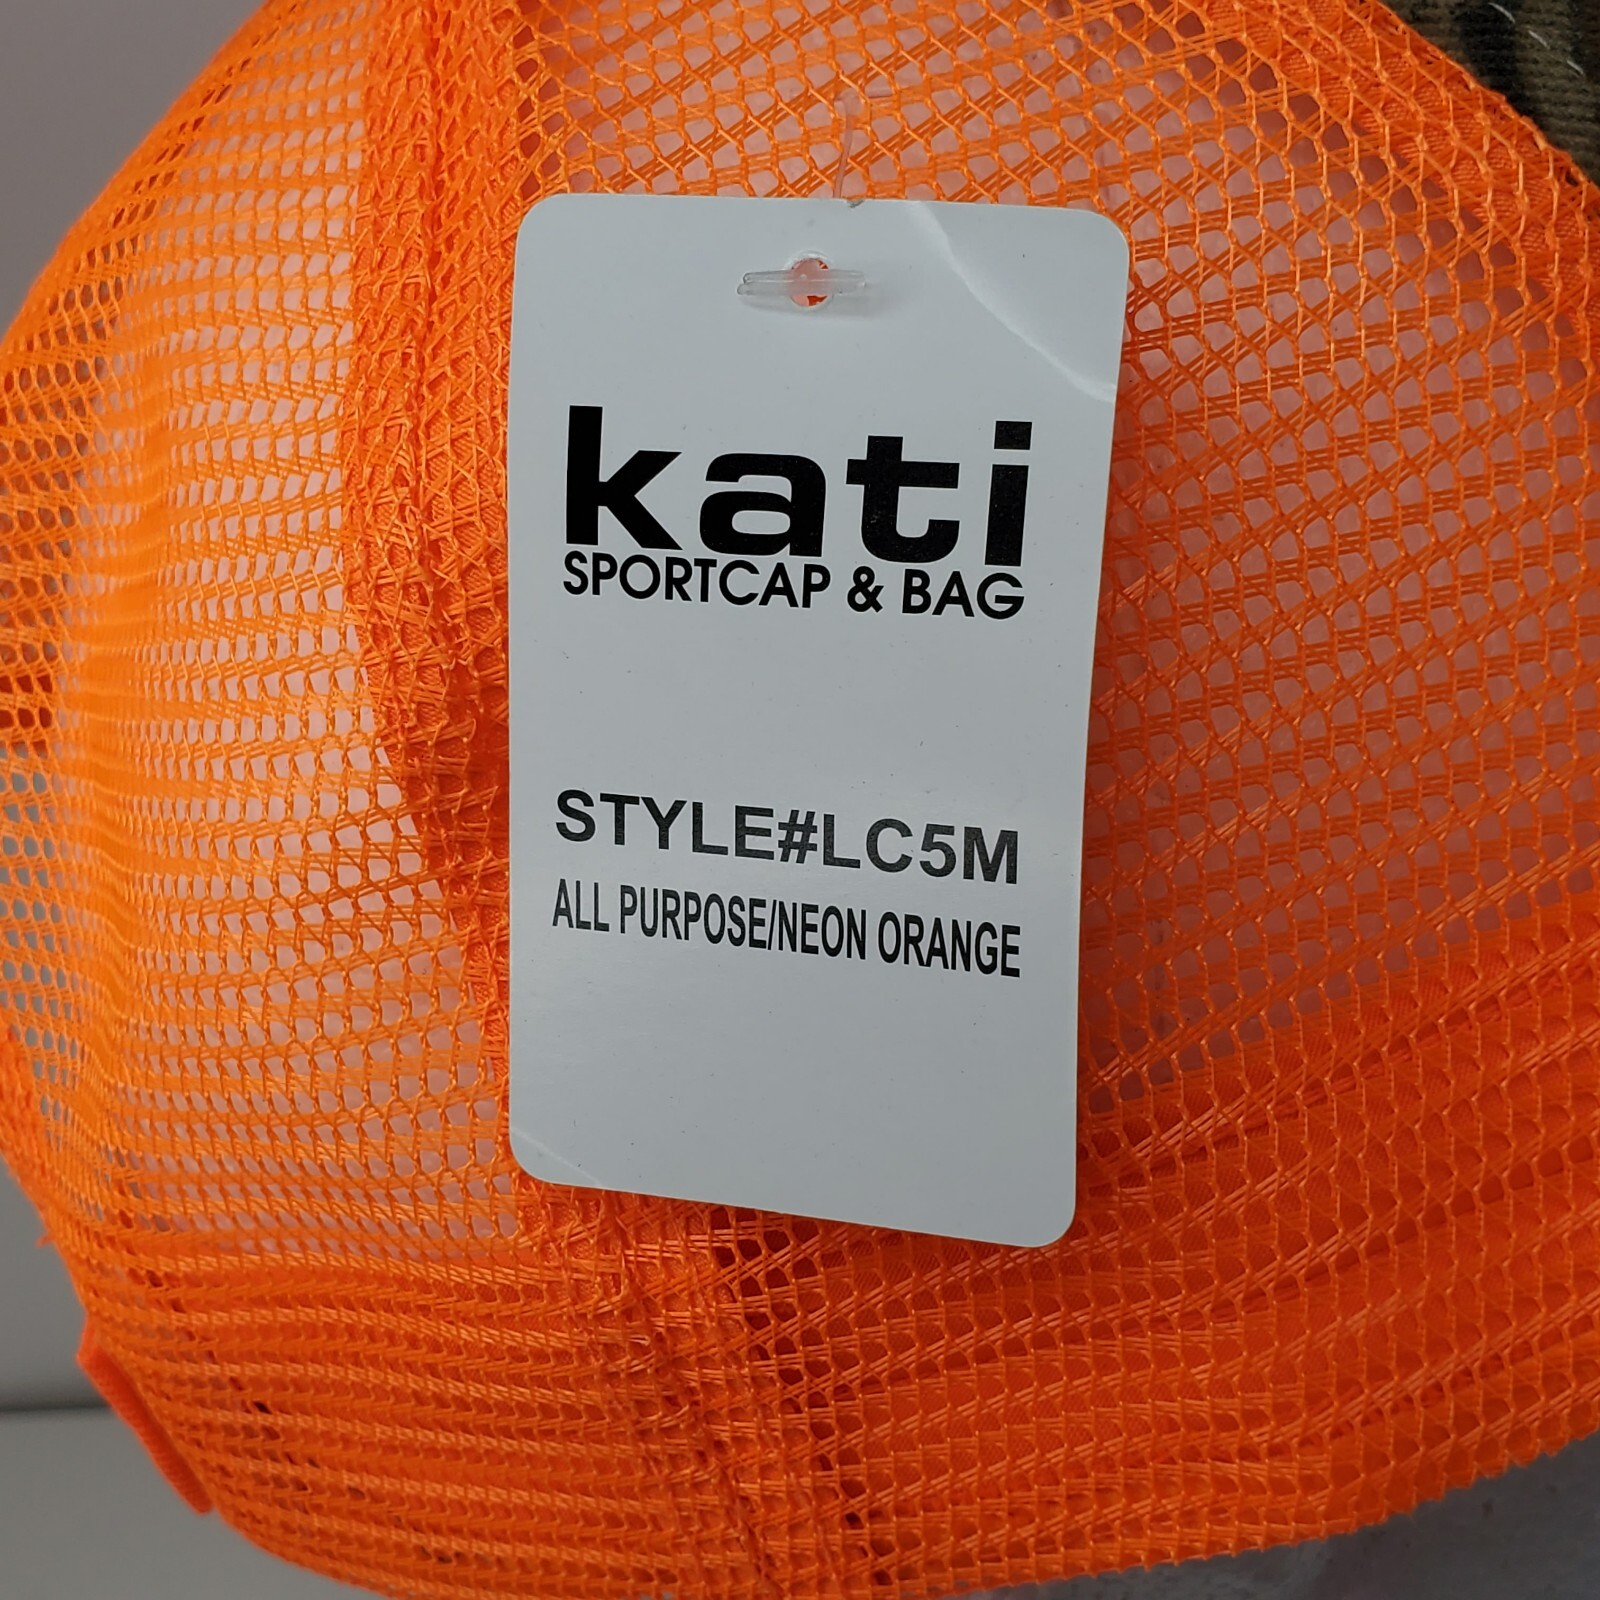 kati
SPORTCAP & BAG
STYLE#LC5M
ALL PURPOSE/NEON ORANGE